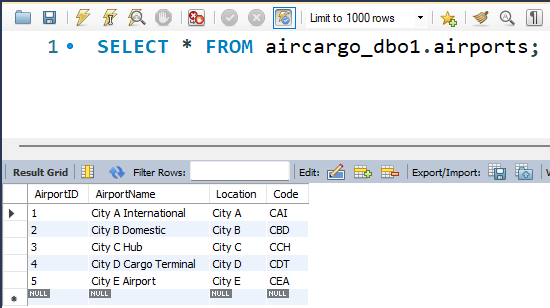 Limit to 1000 rows
1 SELECT * FROM aircargo_dbo1.airports;
Result Grid Filter Rows: Edit: Export/Import:
AirportID AirportName Location Code
1 City A International City A CAI
2 City B Domestic City B CBD
3 City C Hub City C CCH
4 City D Cargo Terminal City D CDT
5 City E Airport City E CEA
NULL NULL NULL NULL